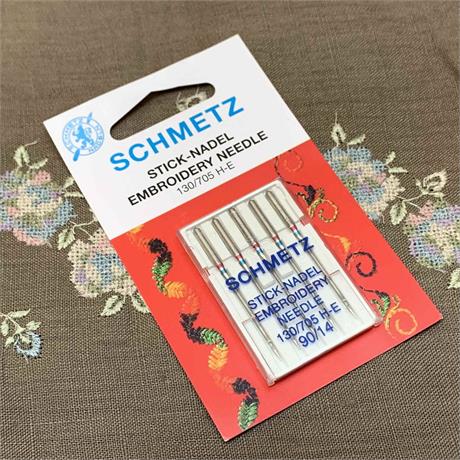 SCHMETZ
STICK-NADEL
EMBROIDERY NEEDLE
130/705 H-E
SCHMETZ
STICK-NADEL
EMBROIDERY
NEEDLE
130/705 H-E
90/14